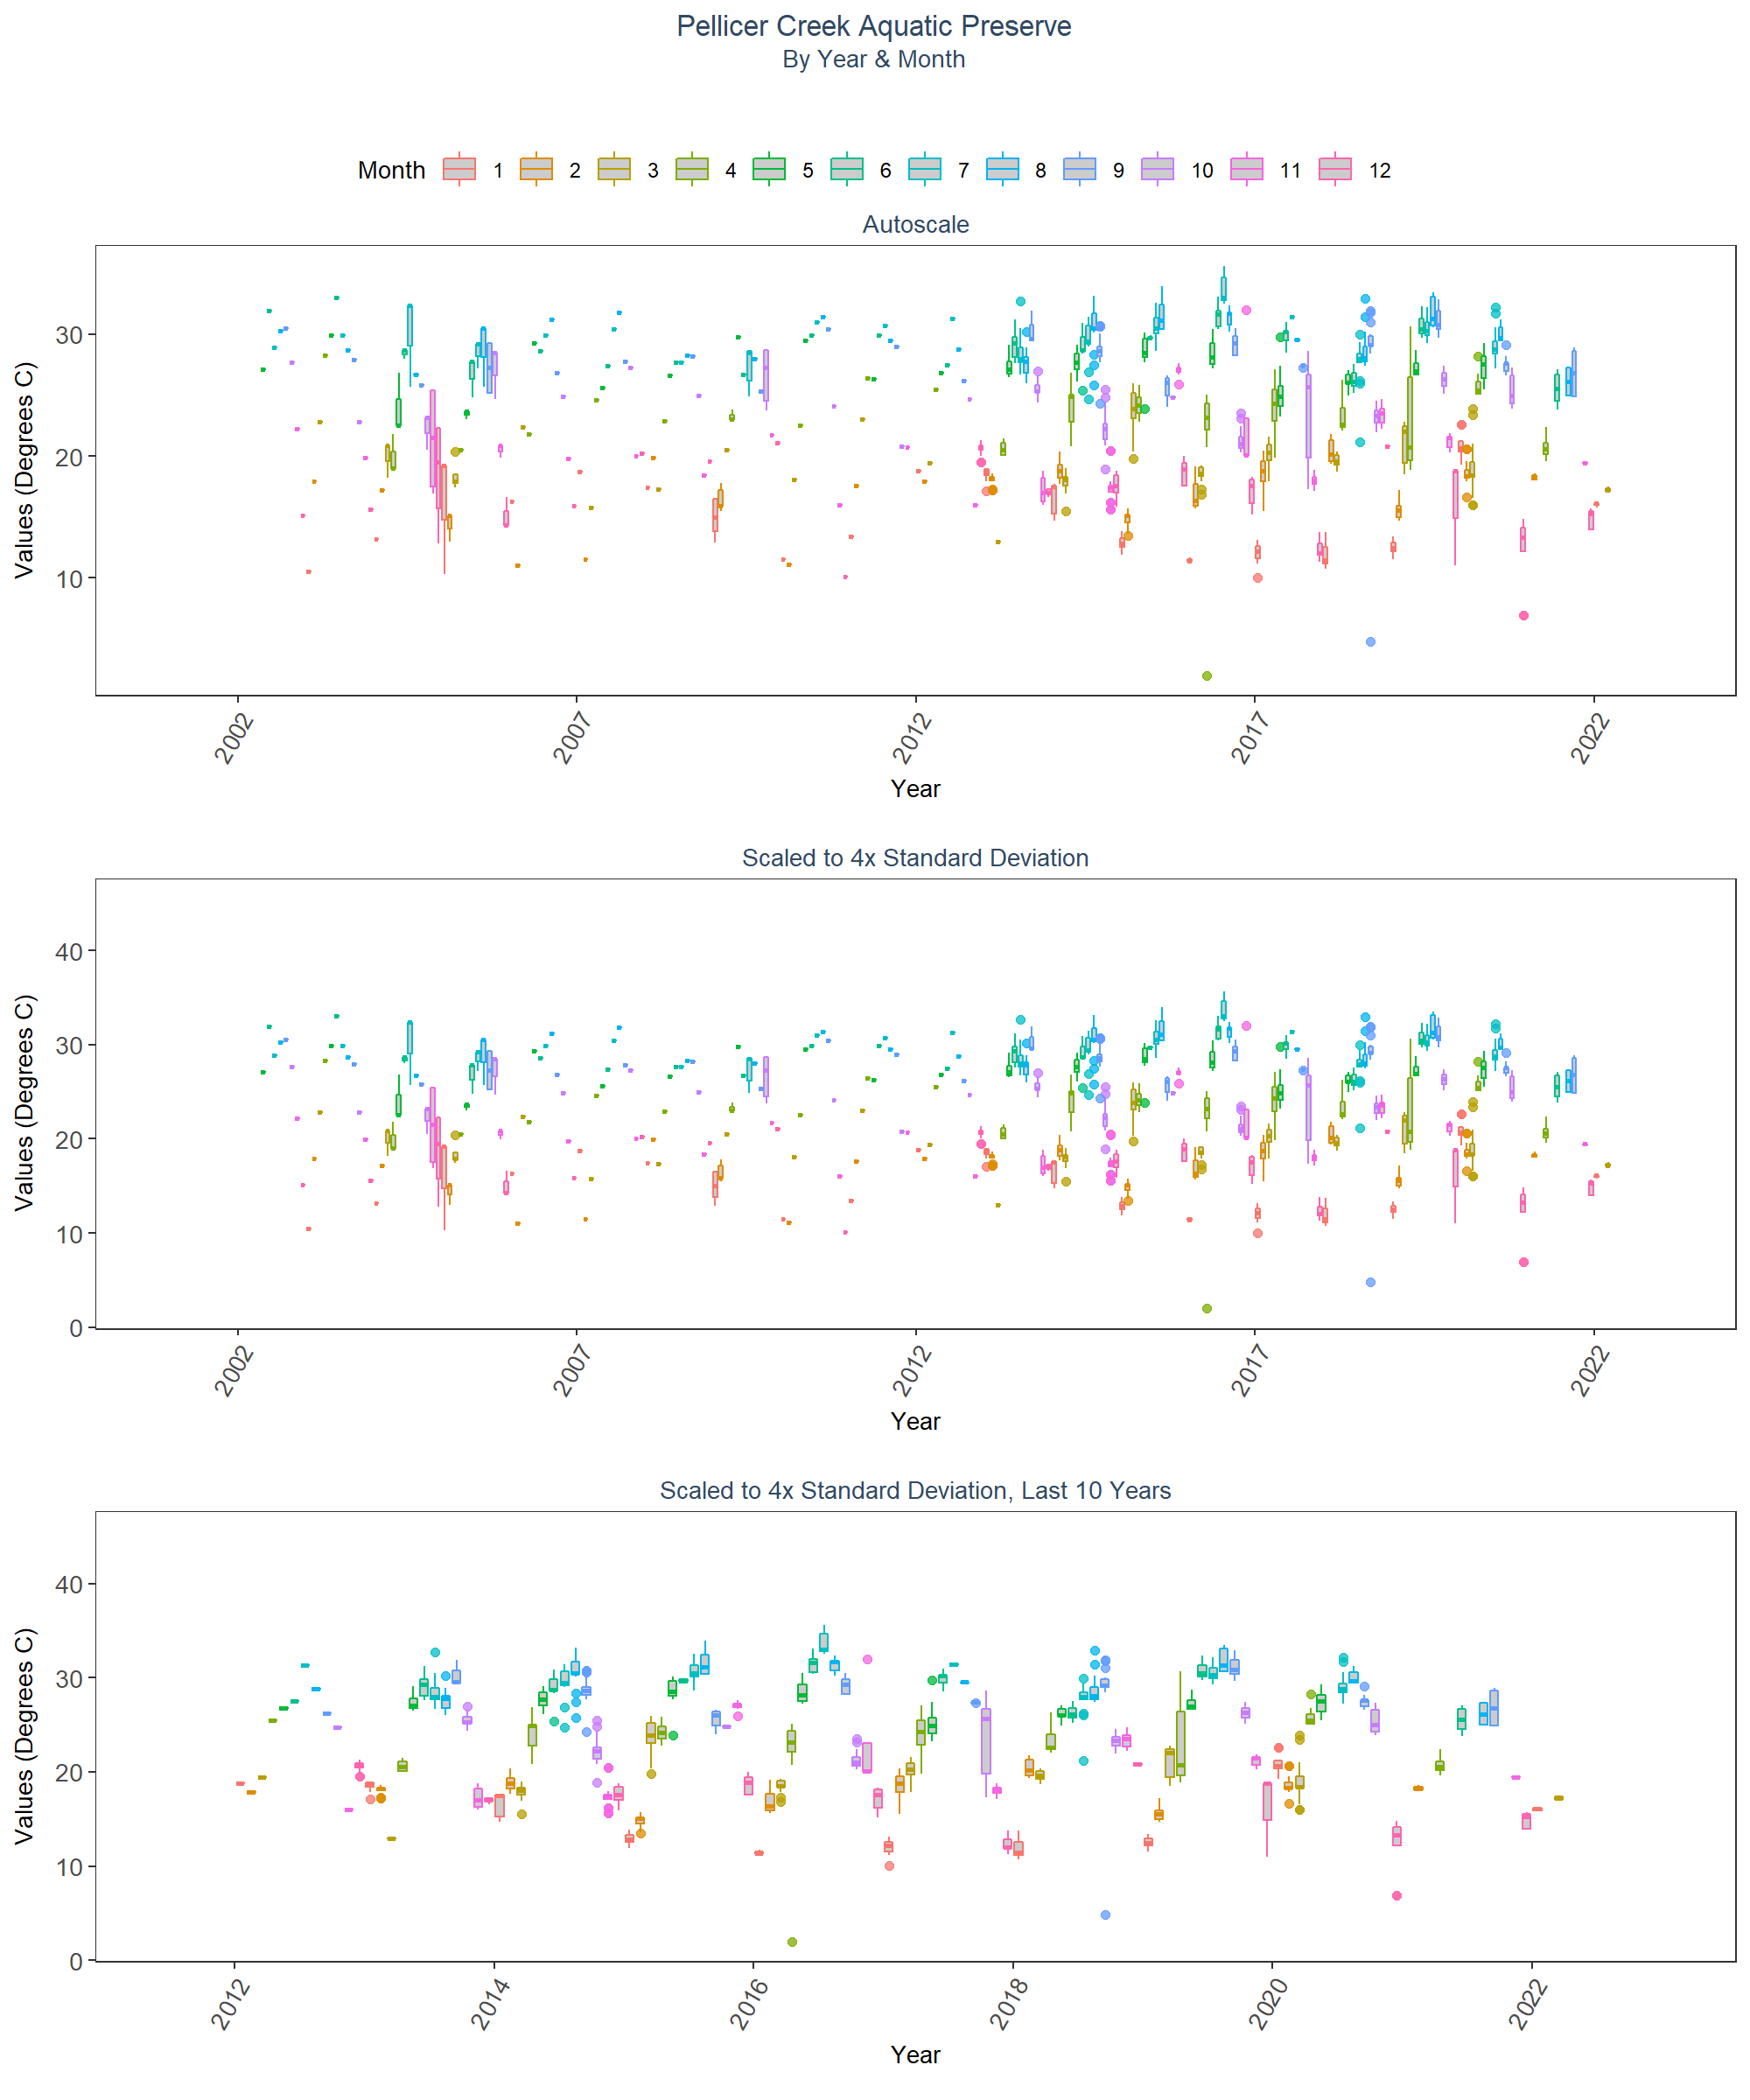 Pellicer Creek Aquatic Preserve
By Year & Month
Month 1 2 3 4 5 6 7 8 9 10 11 12
Autoscale
Values (Degrees C)
30
20
10
2002 2007 2012 2017 2022
Year
Scaled to 4x Standard Deviation
Values (Degrees C)
40
30
20
10
0
2002 2007 2012 2017 2022
Year
Scaled to 4x Standard Deviation, Last 10 Years
Values (Degrees C)
40
30
20
10
0
2012 2014 2016 2018 2020 2022
Year